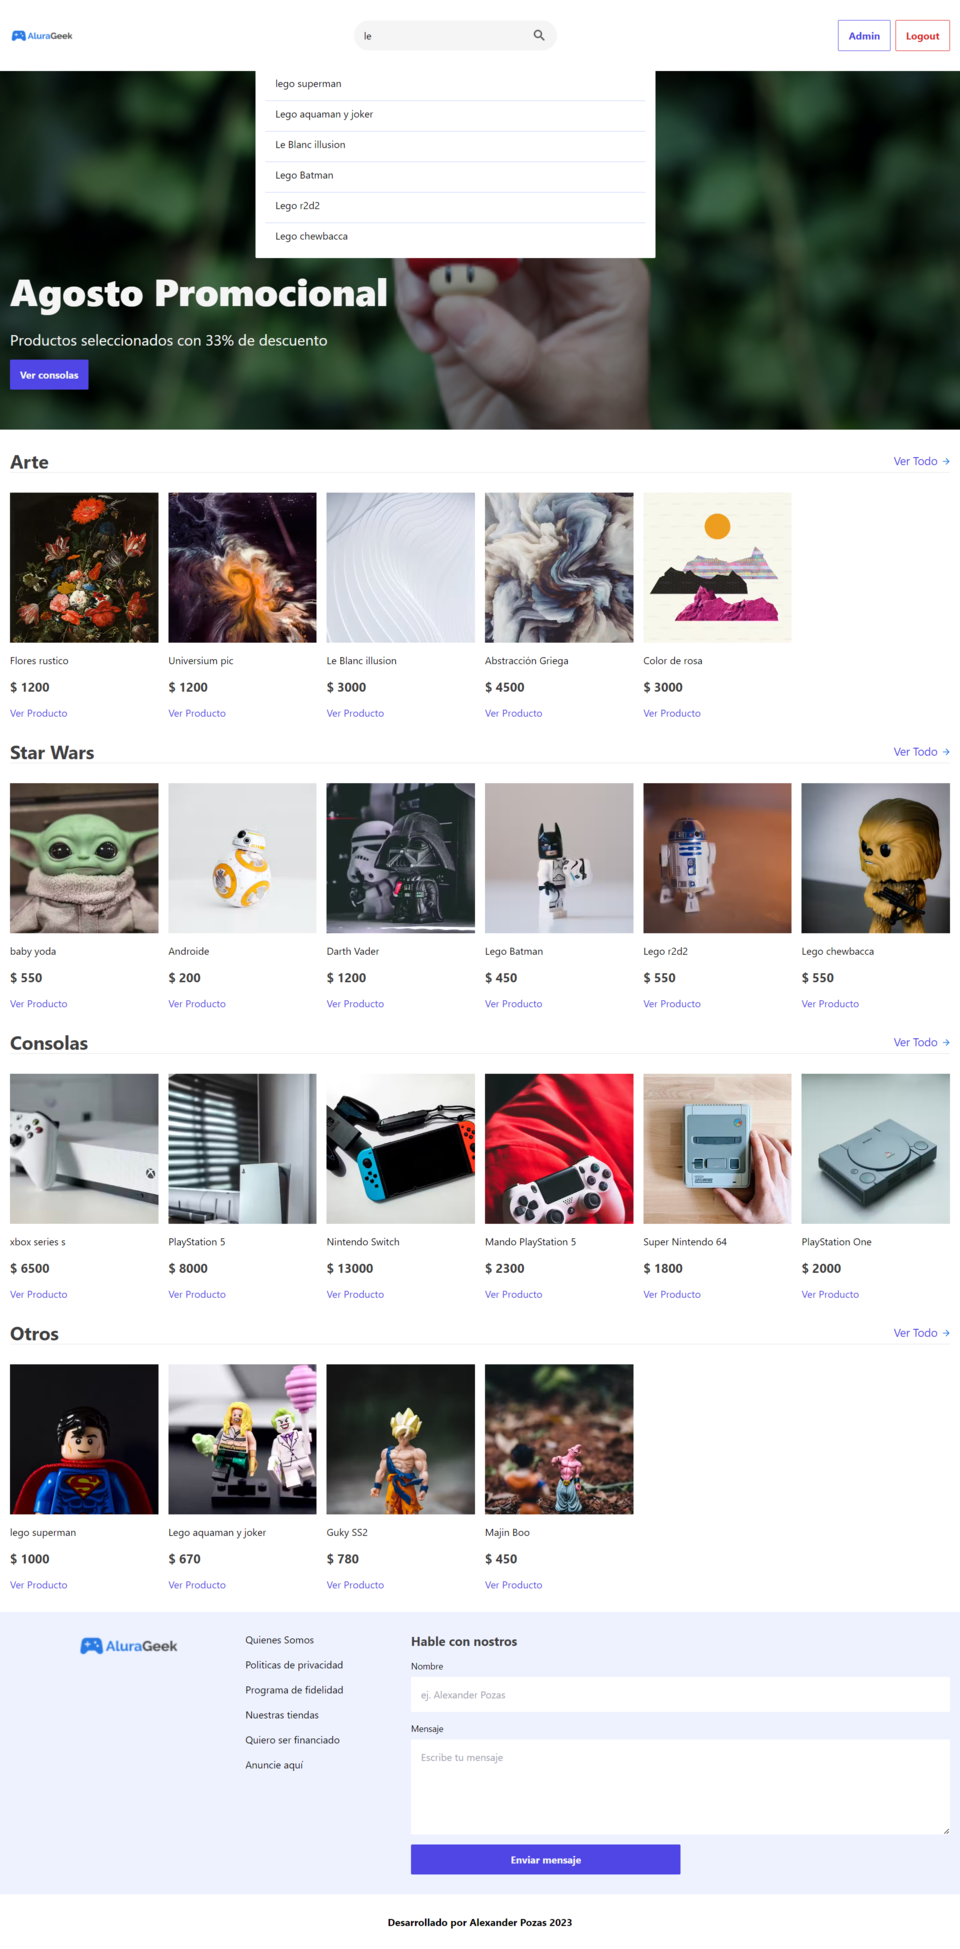 AluraGeek
le
Admin
Logout
lego superman
Lego aquaman y joker
Le Blanc illusion
Lego Batman
Lego r2d2
Lego chewbacca
Agosto Promocional
Productos seleccionados con 33% de descuento
Ver consolas
Arte
Ver Todo →
Flores rustico
$ 1200
Ver Producto
Universium pic
$ 1200
Ver Producto
Le Blanc illusion
$ 3000
Ver Producto
Abstracción Griega
$ 4500
Ver Producto
Color de rosa
$ 3000
Ver Producto
Star Wars
Ver Todo →
baby yoda
$ 550
Ver Producto
Androide
$ 200
Ver Producto
Darth Vader
$ 1200
Ver Producto
Lego Batman
$ 450
Ver Producto
Lego r2d2
$ 550
Ver Producto
Lego chewbacca
$ 550
Ver Producto
Consolas
Ver Todo →
xbox series s
$ 6500
Ver Producto
PlayStation 5
$ 8000
Ver Producto
Nintendo Switch
$ 13000
Ver Producto
Mando PlayStation 5
$ 2300
Ver Producto
Super Nintendo 64
$ 1800
Ver Producto
PlayStation One
$ 2000
Ver Producto
Otros
Ver Todo →
lego superman
$ 1000
Ver Producto
Lego aquaman y joker
$ 670
Ver Producto
Guky SS2
$ 780
Ver Producto
Majin Boo
$ 450
Ver Producto
AluraGeek
Quienes Somos
Politicas de privacidad
Programa de fidelidad
Nuestras tiendas
Quiero ser financiado
Anuncie aquí
Hable con nostros
Nombre
ej. Alexander Pozas
Mensaje
Escribe tu mensaje
Enviar mensaje
Desarrollado por Alexander Pozas 2023